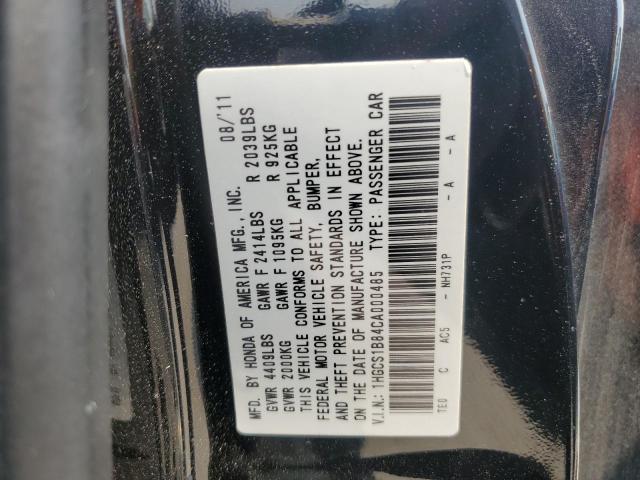 MFD. BY HONDA OF AMERICA MFG., INC. 08/'11
GVWR 4409LBS GAWR F 2414LBS R 2039LBS
GVWR 2000KG GAWR F 1095KG R 925KG
THIS VEHICLE CONFORMS TO ALL APPLICABLE
FEDERAL MOTOR VEHICLE SAFETY, BUMPER,
AND THEFT PREVENTION STANDARDS IN EFFECT
ON THE DATE OF MANUFACTURE SHOWN ABOVE.
V.I.N.: 1HGCS1B84CA000485 TYPE: PASSENGER CAR
TE0 C AC5 - NH731P - A - A